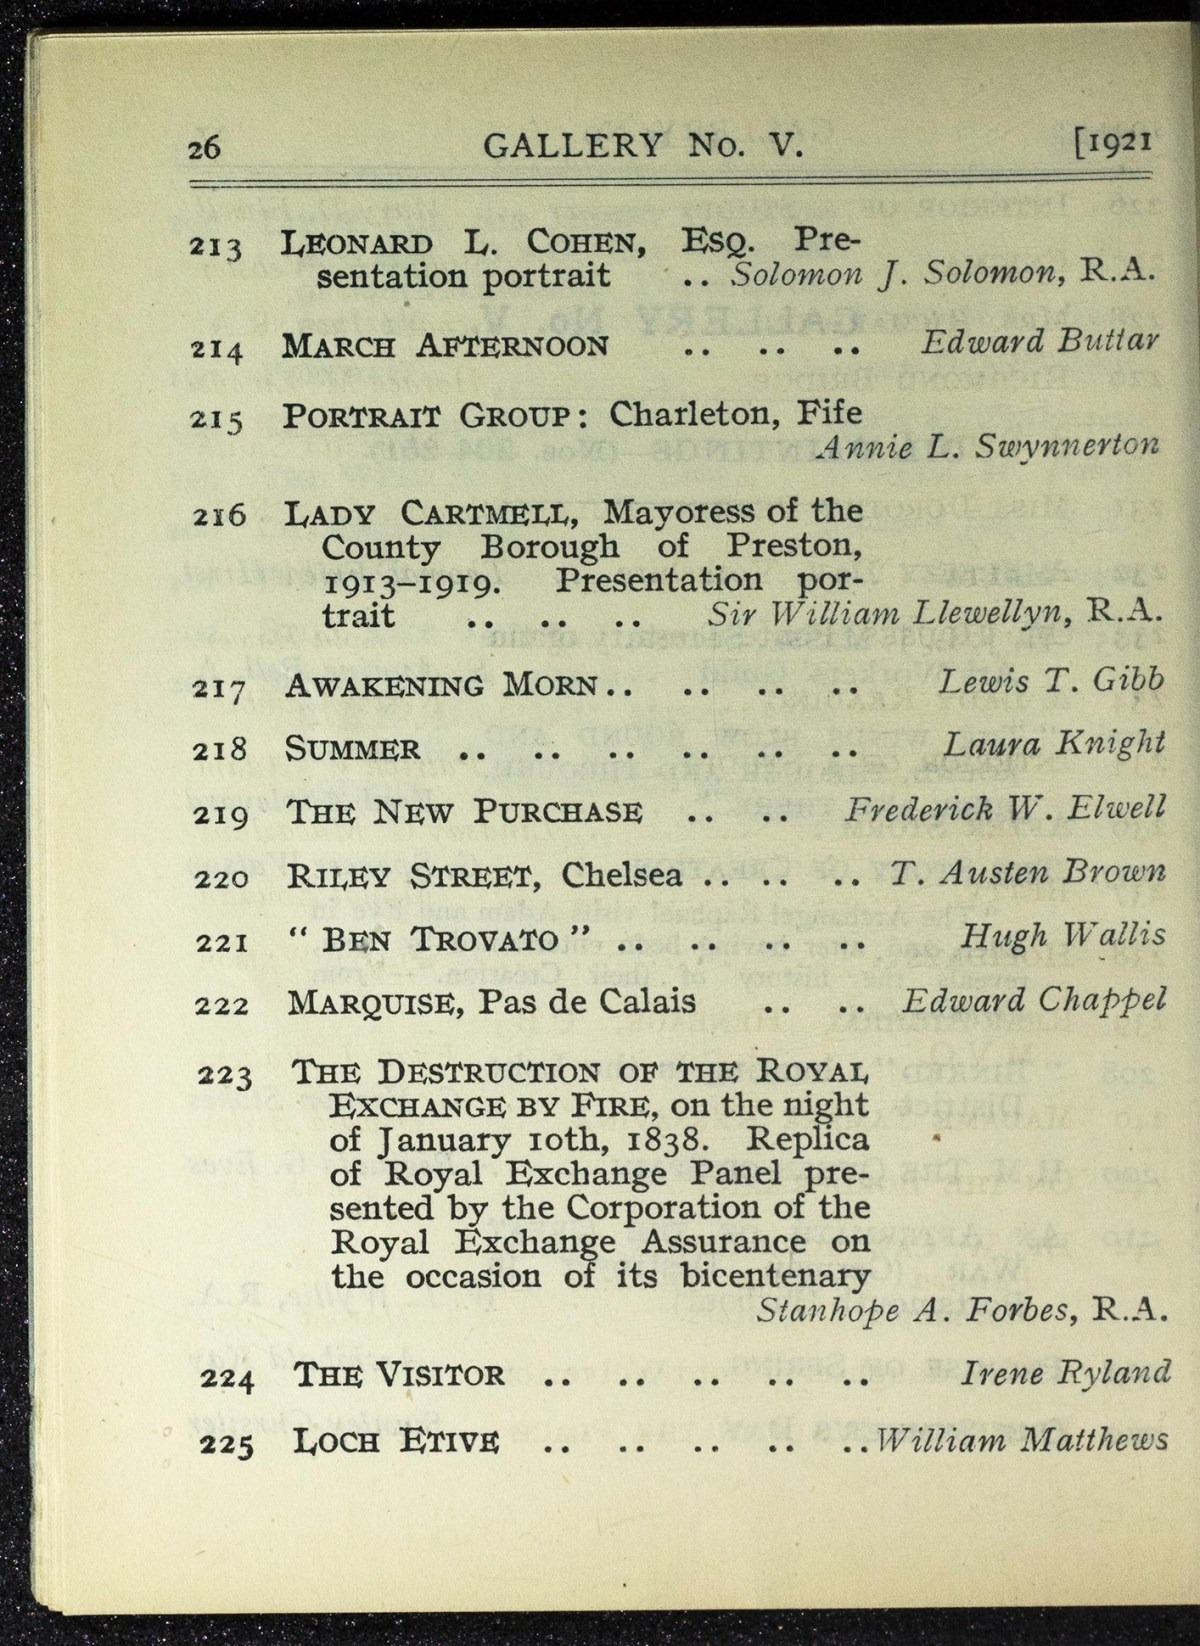 26 GALLERY No. V. [1921
213 LEONARD L. COHEN, ESQ. Pre-
sentation portrait .. Solomon J. Solomon, R.A.
214 MARCH AFTERNOON .. .. .. Edward Buttar
215 PORTRAIT GROUP: Charleton, Fife
Annie L. Swynnerton
216 LADY CARTMELL, Mayoress of the
County Borough of Preston,
1913–1919. Presentation por-
trait .. .. .. Sir William Llewellyn, R.A.
217 AWAKENING MORN.. .. .. .. Lewis T. Gibb
218 SUMMER .. .. .. .. .. .. Laura Knight
219 THE NEW PURCHASE .. .. Frederick W. Elwell
220 RILEY STREET, Chelsea .. .. .. T. Austen Brown
221 “ BEN TROVATO ” .. .. .. .. Hugh Wallis
222 MARQUISE, Pas de Calais .. .. Edward Chappel
223 THE DESTRUCTION OF THE ROYAL
EXCHANGE BY FIRE, on the night
of January 10th, 1838. Replica
of Royal Exchange Panel pre-
sented by the Corporation of the
Royal Exchange Assurance on
the occasion of its bicentenary
Stanhope A. Forbes, R.A.
224 THE VISITOR .. .. .. .. .. Irene Ryland
225 LOCH ETIVE .. .. .. .. .. William Matthews